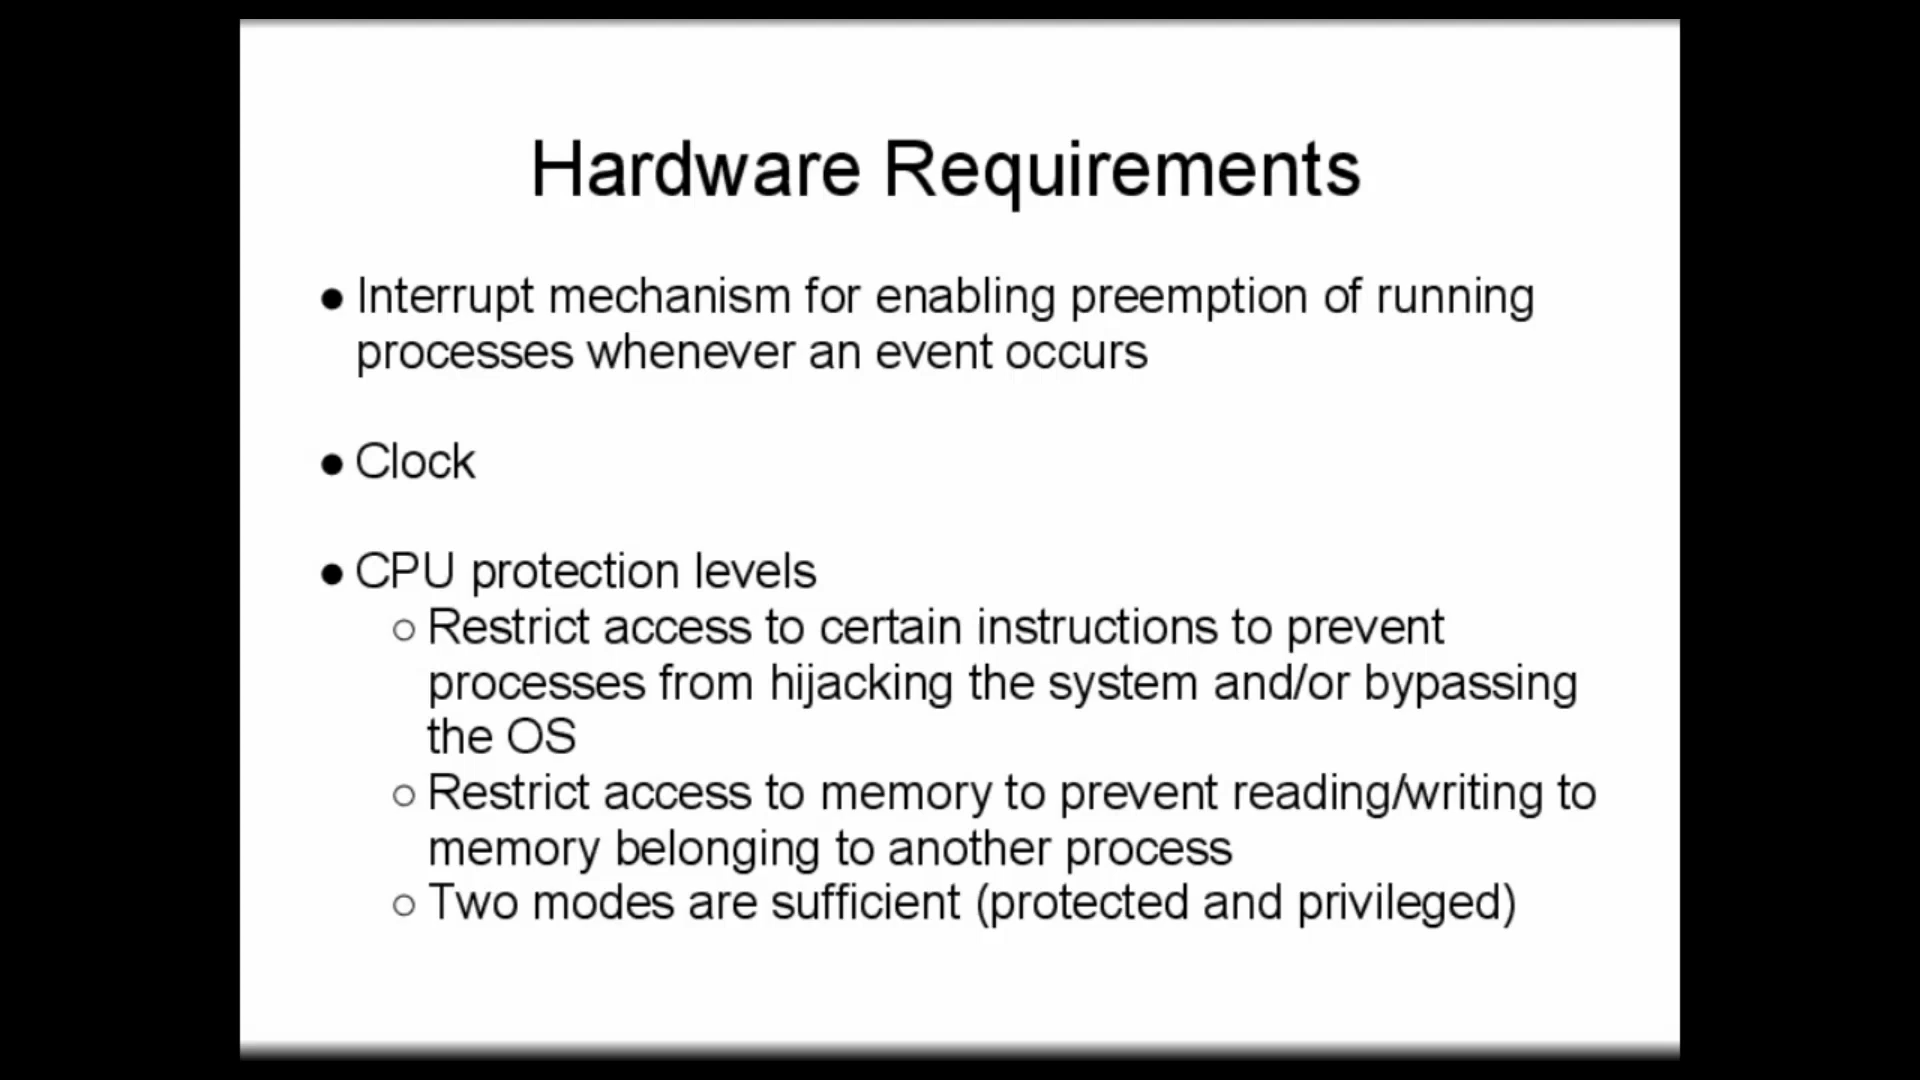 Hardware Requirements
● Interrupt mechanism for enabling preemption of running
processes whenever an event occurs
● Clock
● CPU protection levels
○ Restrict access to certain instructions to prevent
processes from hijacking the system and/or bypassing
the OS
○ Restrict access to memory to prevent reading/writing to
memory belonging to another process
○ Two modes are sufficient (protected and privileged)